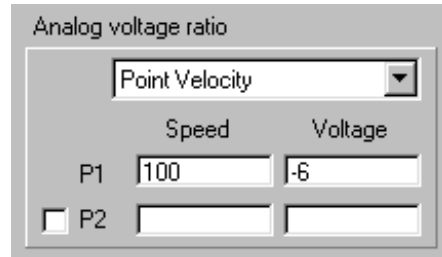 Analog voltage ratio
Point Velocity
Speed Voltage
P1 100 -6
P2